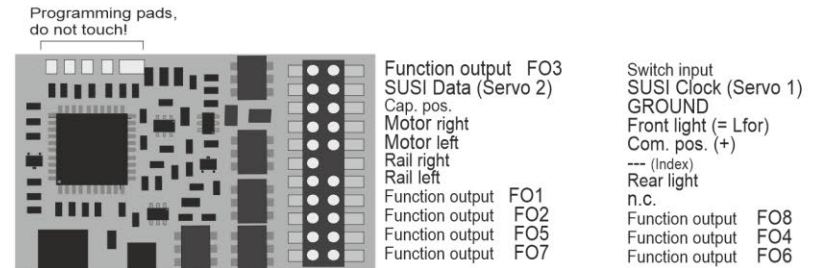 Programming pads,
do not touch!
Function output FO3
SUSI Data (Servo 2)
Cap. pos.
Motor right
Motor left
Rail right
Rail left
Function output FO1
Function output FO2
Function output FO5
Function output FO7
Switch input
SUSI Clock (Servo 1)
GROUND
Front light (= Lfor)
Com. pos. (+)
--- (Index)
Rear light
n.c.
Function output FO8
Function output FO4
Function output FO6